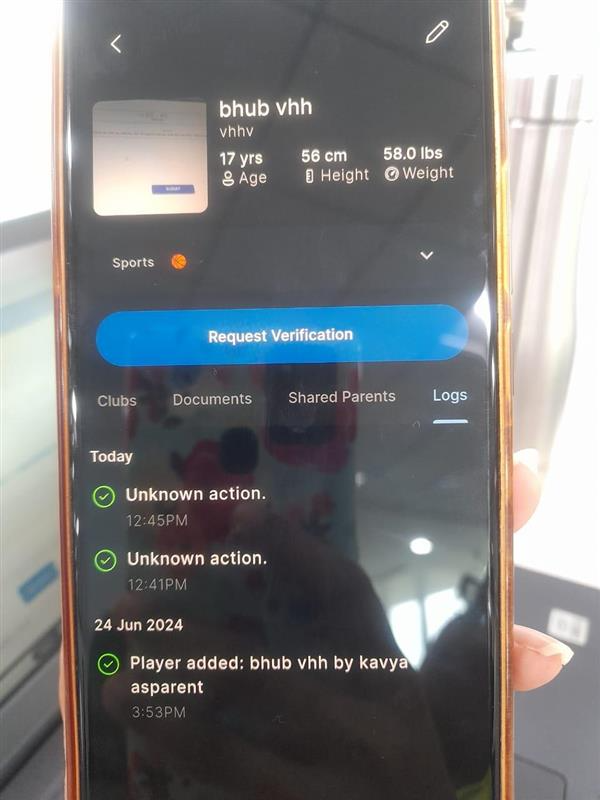 bhub vhh
vhhv
17 yrs 56 cm 58.0 lbs
Age Height Weight
Sports
Request Verification
Clubs Documents Shared Parents Logs
Today
Unknown action.
12:45PM
Unknown action.
12:41PM
24 Jun 2024
Player added: bhub vhh by kavya
asparent
3:53PM